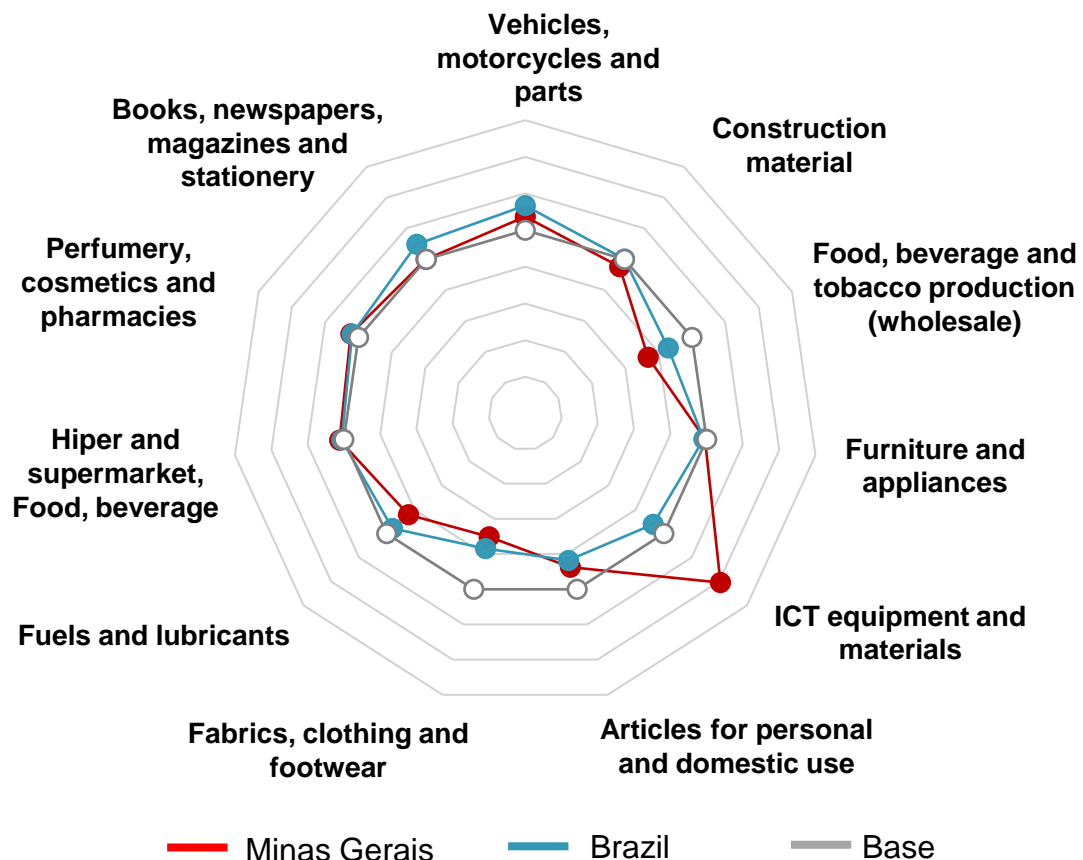 Vehicles,
motorcycles and
parts
Construction
material
Food, beverage and
tobacco production
(wholesale)
Furniture and
appliances
ICT equipment and
materials
Articles for personal
and domestic use
Fabrics, clothing and
footwear
Fuels and lubricants
Hiper and
supermarket,
Food, beverage
Perfumery,
cosmetics and
pharmacies
Books, newspapers,
magazines and
stationery
Minas Gerais
Brazil
Base